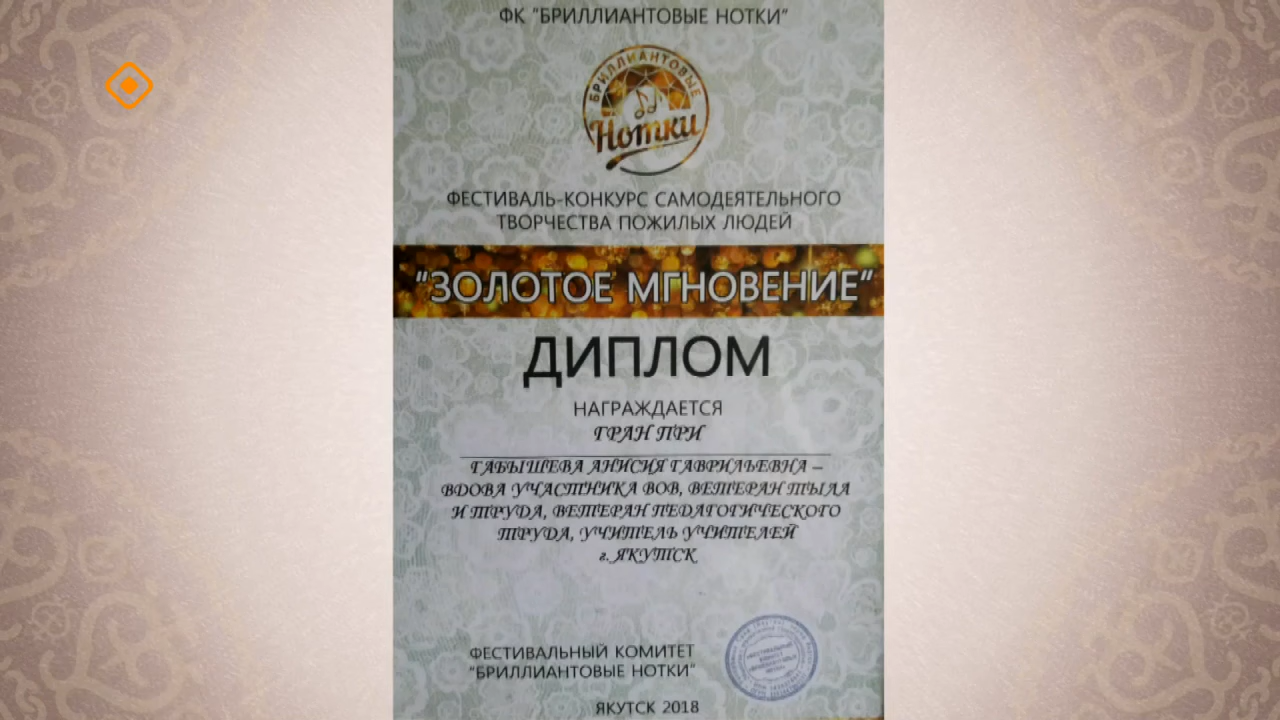 ФК "БРИЛЛИАНТОВЫЕ НОТКИ"
БРИЛЛИАНТОВЫЕ
Нотки
ФЕСТИВАЛЬ-КОНКУРС САМОДЕЯТЕЛЬНОГО
ТВОРЧЕСТВА ПОЖИЛЫХ ЛЮДЕЙ
"ЗОЛОТОЕ МГНОВЕНИЕ"
ДИПЛОМ
НАГРАЖДАЕТСЯ
ГРАН ПРИ
ГАБЫШЕВА АНИСИЯ ГАВРИЛЬЕВНА –
ВДОВА УЧАСТНИКА ВОВ, ВЕТЕРАН ТЫЛА
И ТРУДА, ВЕТЕРАН ПЕДАГОГИЧЕСКОГО
ТРУДА, УЧИТЕЛЬ УЧИТЕЛЕЙ
г. ЯКУТСК
ФЕСТИВАЛЬНЫЙ КОМИТЕТ
"БРИЛЛИАНТОВЫЕ НОТКИ"
ЯКУТСК 2018